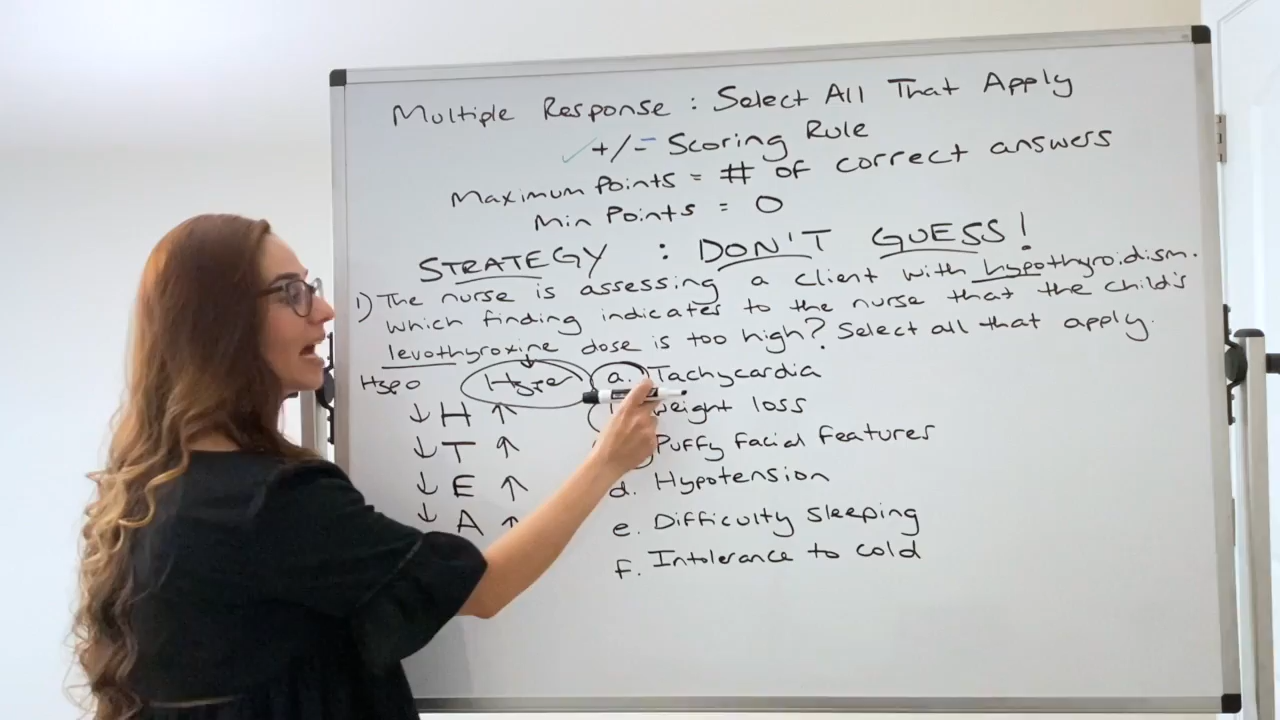 Multiple Response : Select All That Apply
✓ +/- Scoring Rule
Maximum Points = # of correct answers
Min Points = 0
STRATEGY : DON'T GUESS!
1) The nurse is assessing a client with hypothyroidism.
which finding indicates to the nurse that the child's
levothyroxine dose is too high? Select all that apply.
Hypo Hyper a. Tachycardia
↓ H ↑ weight loss
↓ T ↑ Puffy facial features
↓ E ↑ d. Hypotension
↓ A ↑ e. Difficulty sleeping
f. Intolerance to cold